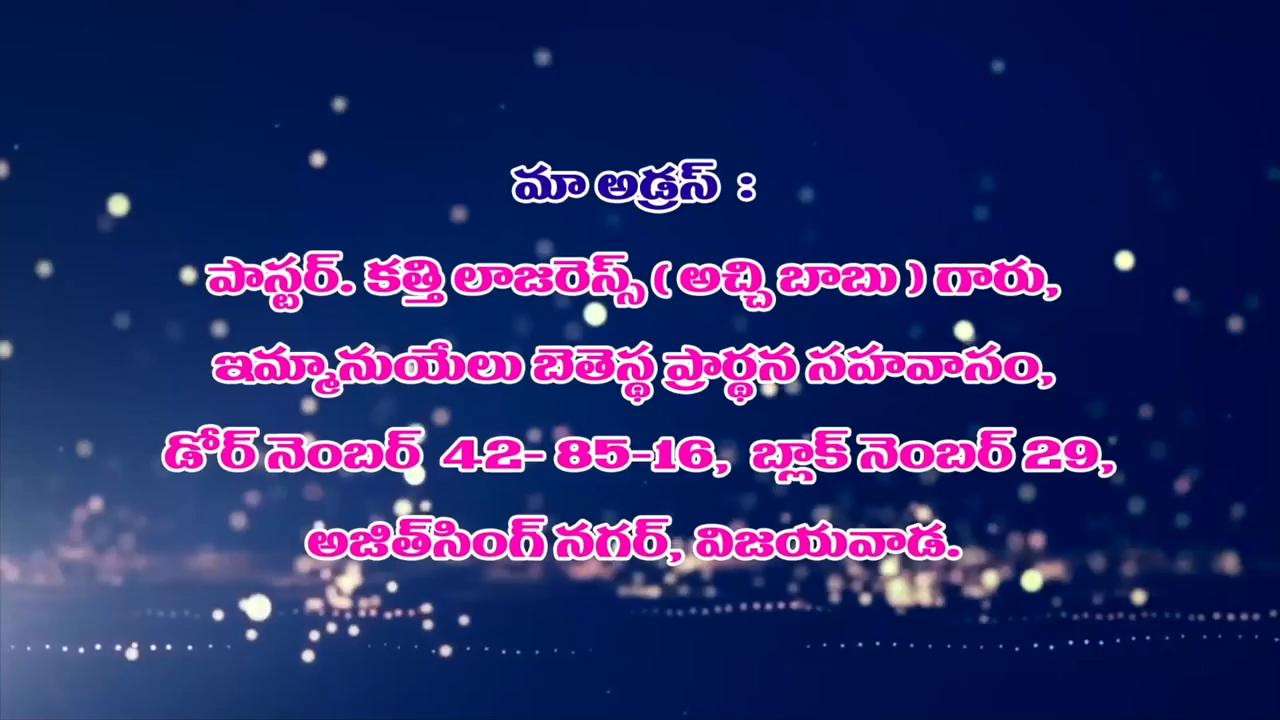 మా అడ్రస్ :
పాస్టర్. కత్తి లాజరెన్స్ ( అచ్చి బాబు ) గారు,
ఇమ్మానుయేలు బెతెస్థ ప్రార్థన సహవాసం,
డోర్ నెంబర్ 42- 85-16, బ్లాక్ నెంబర్ 29,
అజిత్‌సింగ్ నగర్, విజయవాడ.